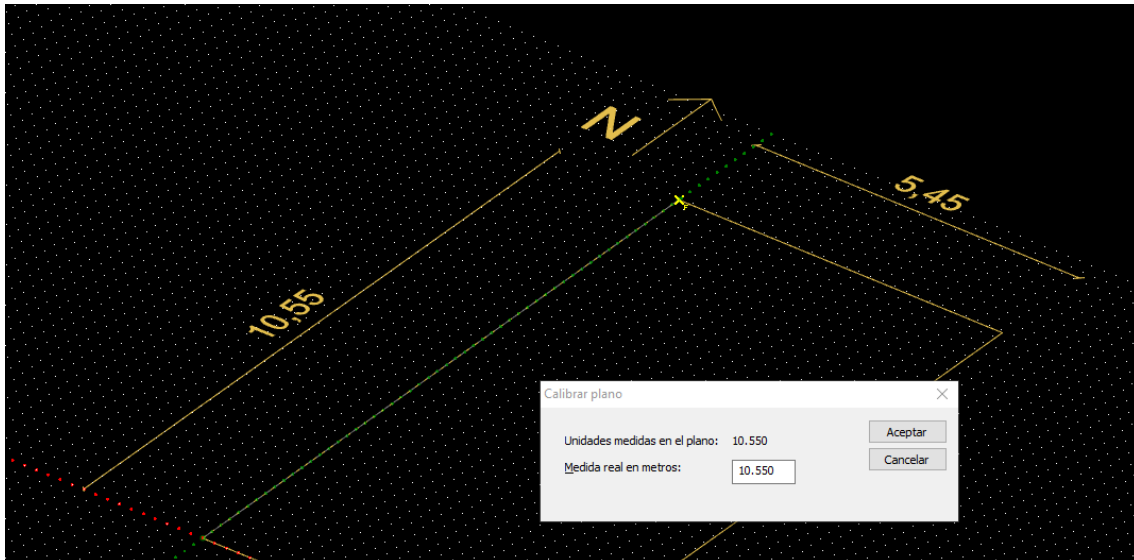 N
5,45
10,55
Calibrar plano
Unidades medidas en el plano: 10.550
Aceptar
Medida real en metros: 10.550
Cancelar